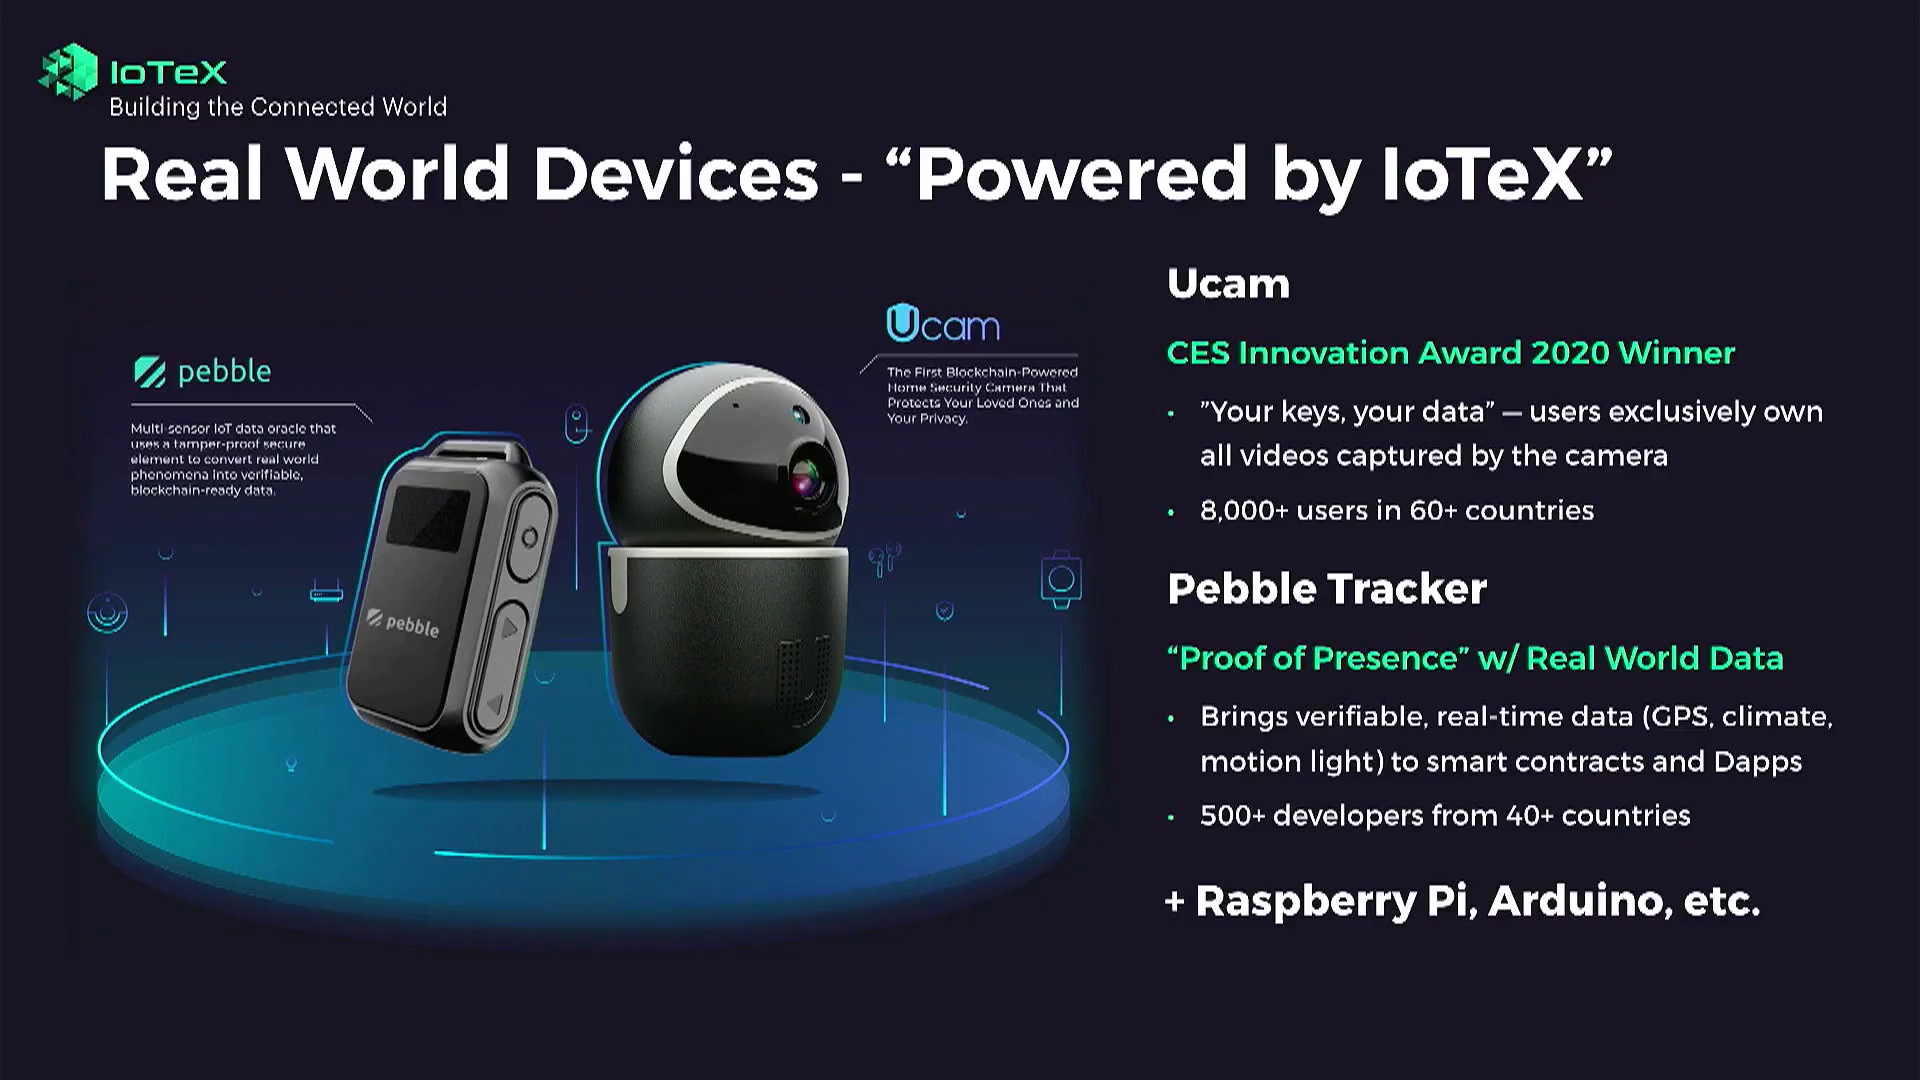 IoTeX
Building the Connected World
Real World Devices - “Powered by IoTeX”
pebble
Multi-sensor IoT data oracle that
uses a tamper-proof secure
element to convert real world
phenomena into verifiable,
blockchain-ready data.
Ucam
The First Blockchain-Powered
Home Security Camera That
Protects Your Loved Ones and
Your Privacy.
pebble
Ucam
CES Innovation Award 2020 Winner
• ”Your keys, your data” — users exclusively own
all videos captured by the camera
• 8,000+ users in 60+ countries
Pebble Tracker
“Proof of Presence” w/ Real World Data
• Brings verifiable, real-time data (GPS, climate,
motion light) to smart contracts and Dapps
• 500+ developers from 40+ countries
+ Raspberry Pi, Arduino, etc.